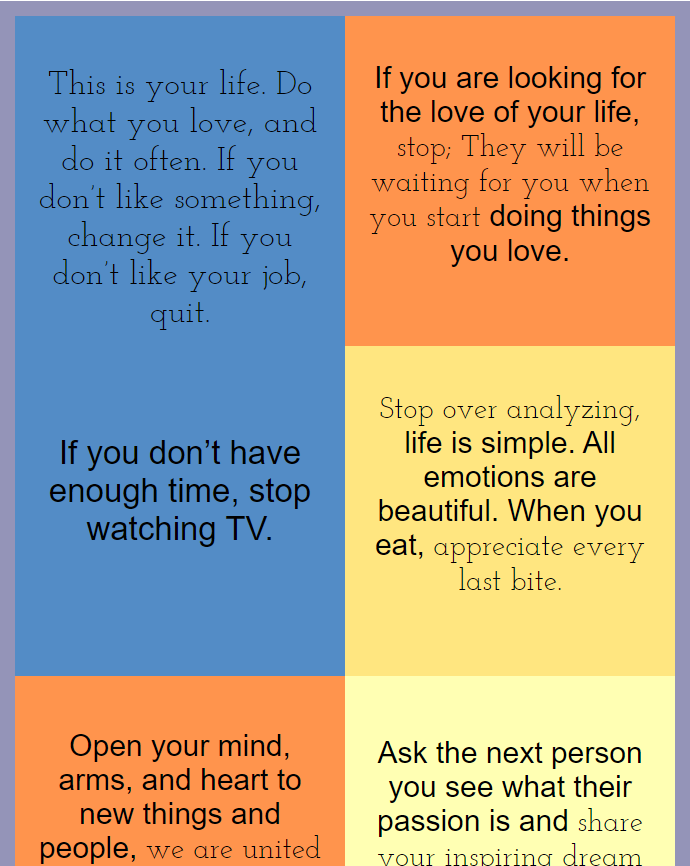 This is your life. Do
what you love, and
do it often. If you
don't like something,
change it. If you
don't like your job,
quit.
If you don’t have
enough time, stop
watching TV.
If you are looking for
the love of your life,
stop; They will be
waiting for you when
you start doing things
you love.
Stop over analyzing,
life is simple. All
emotions are
beautiful. When you
eat, appreciate every
last bite.
Open your mind,
arms, and heart to
new things and
people, we are united
Ask the next person
you see what their
passion is and share
your inspiring dream